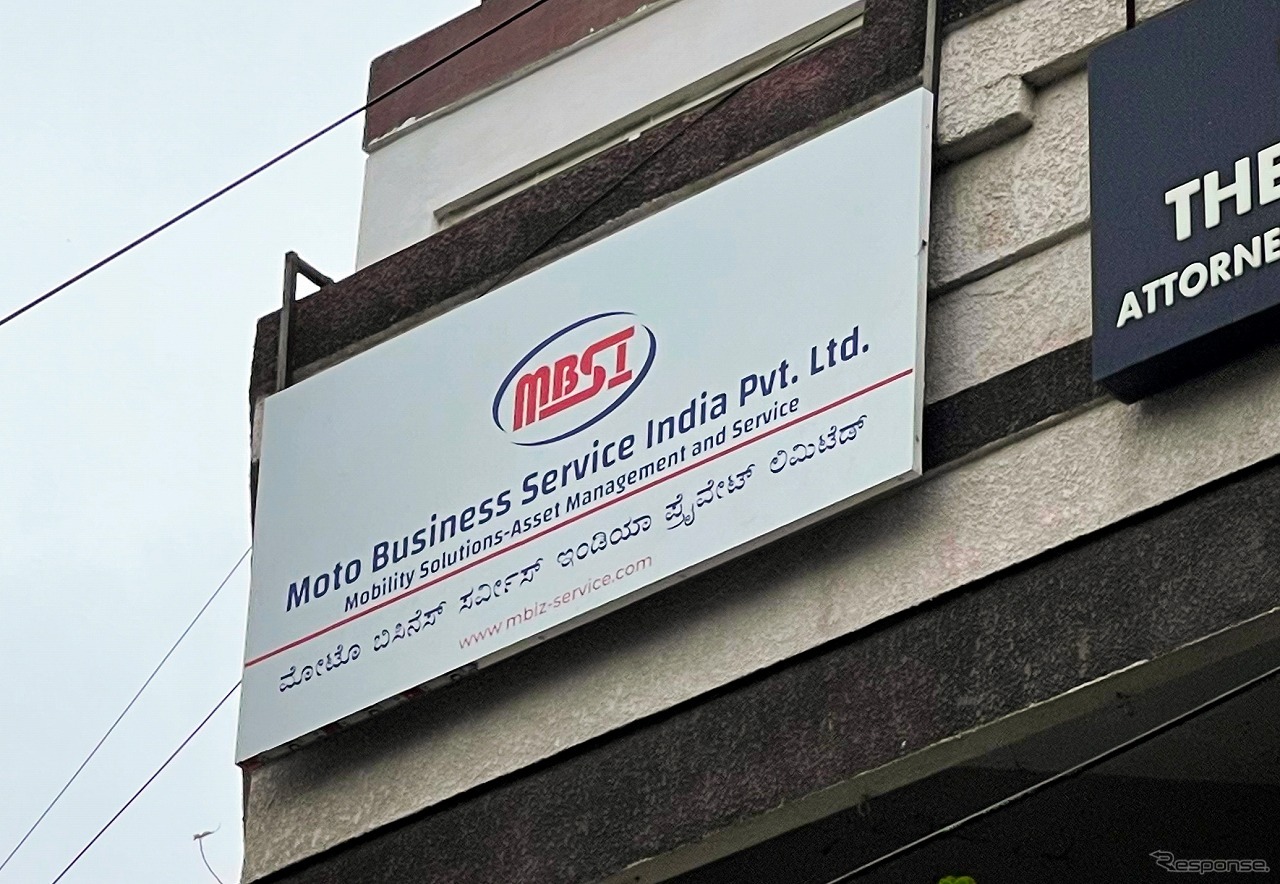 MBSI
Moto Business Service India Pvt. Ltd.
Mobility Solutions-Asset Management and Service
ಮೋಟೊ ಬಿಸಿನೆಸ್ ಸರ್ವೀಸ್ ಇಂಡಿಯಾ ಪ್ರೈವೇಟ್ ಲಿಮಿಟೆಡ್
www.mbiz-service.com
THE
ATTORNE
Response.